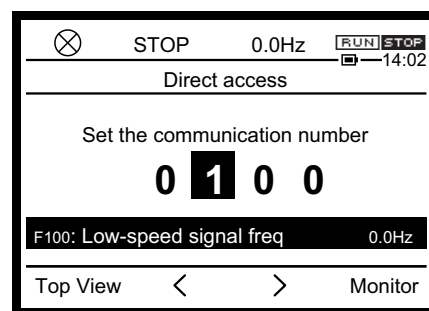 STOP 0.0Hz RUN STOP
14:02
Direct access
Set the communication number
0 1 0 0
F100: Low-speed signal freq 0.0Hz
Top View < > Monitor